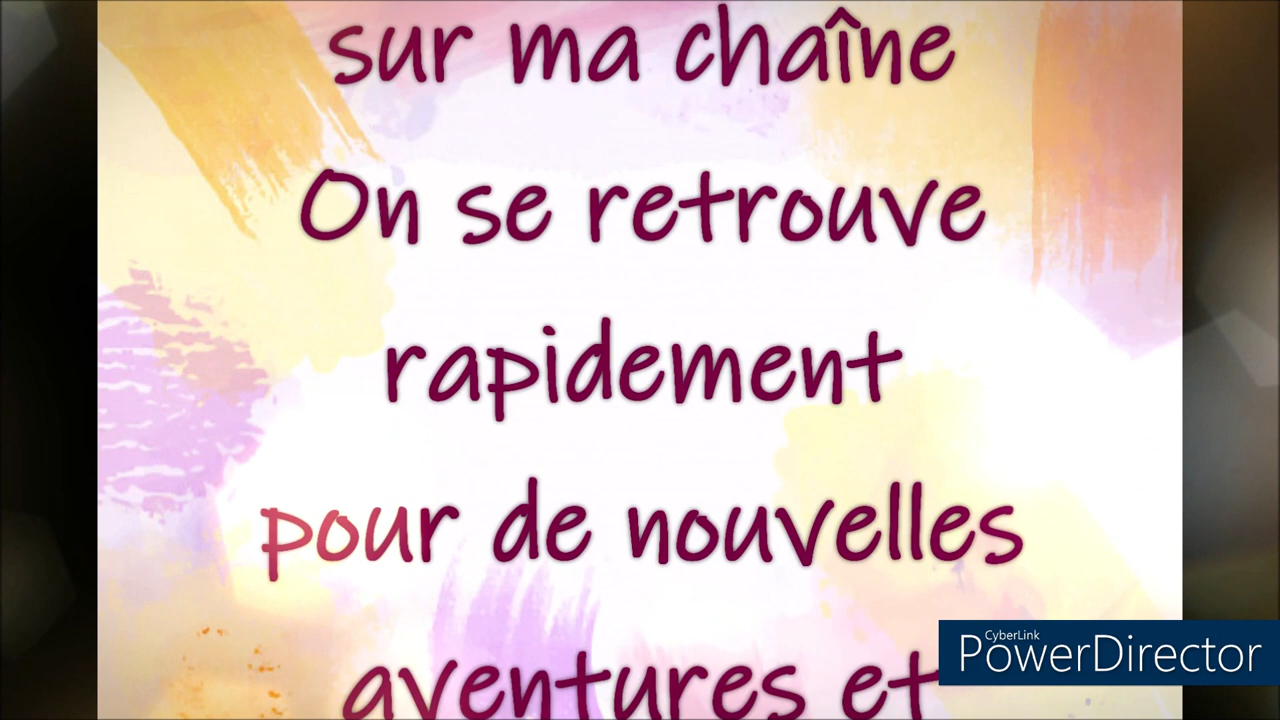 sur ma chaîne
On se retrouve
rapidement
pour de nouvelles
aventures et
CyberLink
PowerDirector